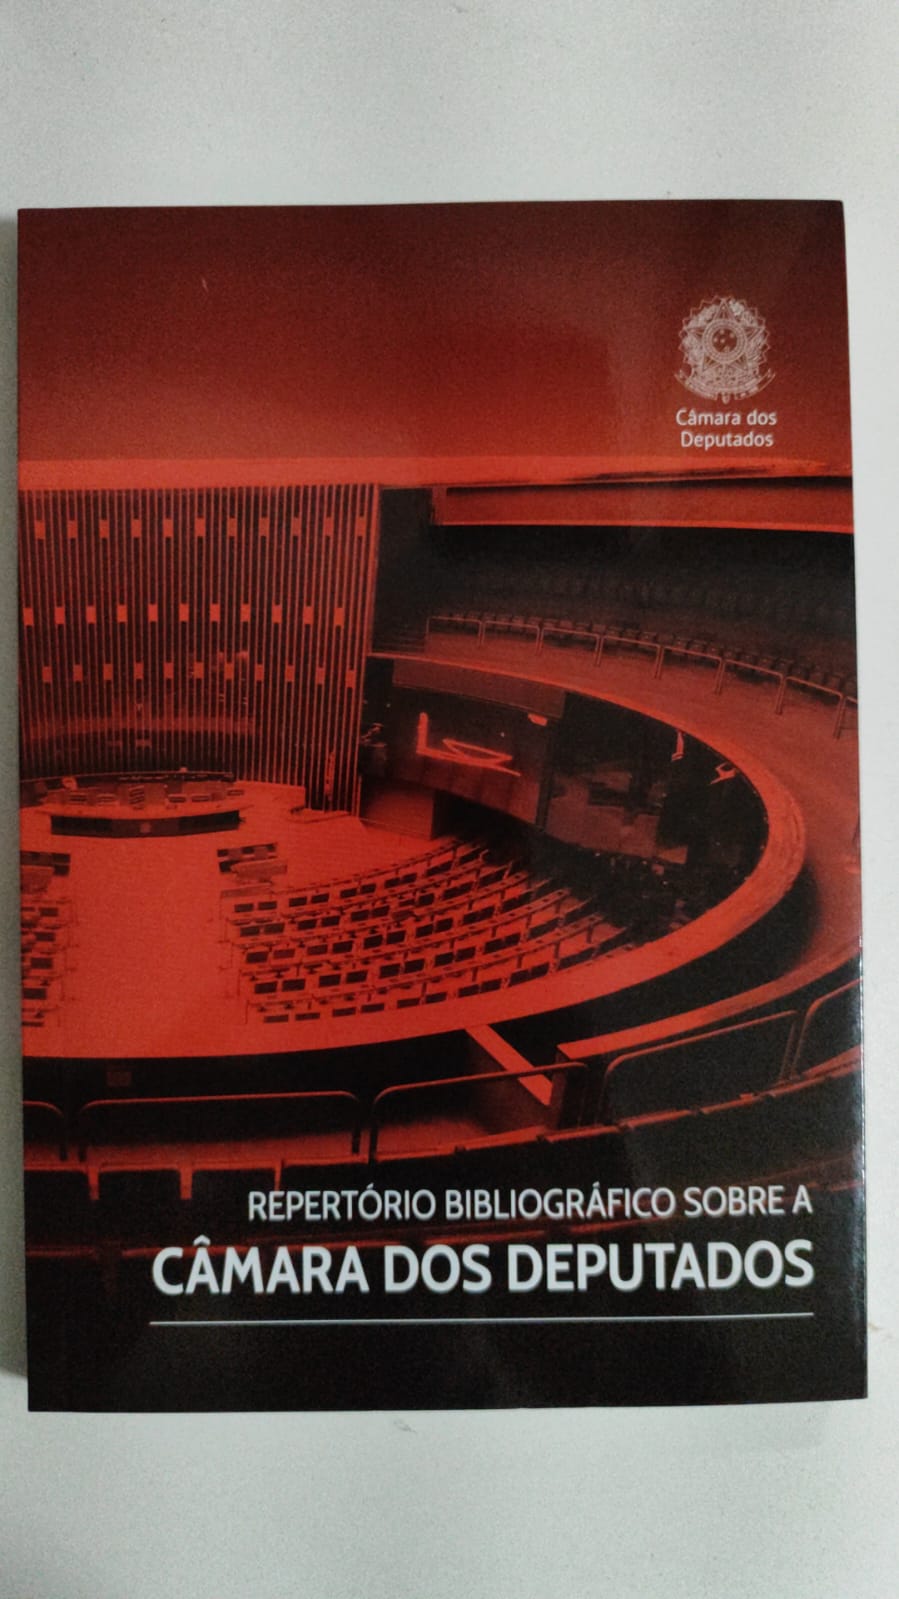 Câmara dos
Deputados
REPERTÓRIO BIBLIOGRÁFICO SOBRE A
CÂMARA DOS DEPUTADOS